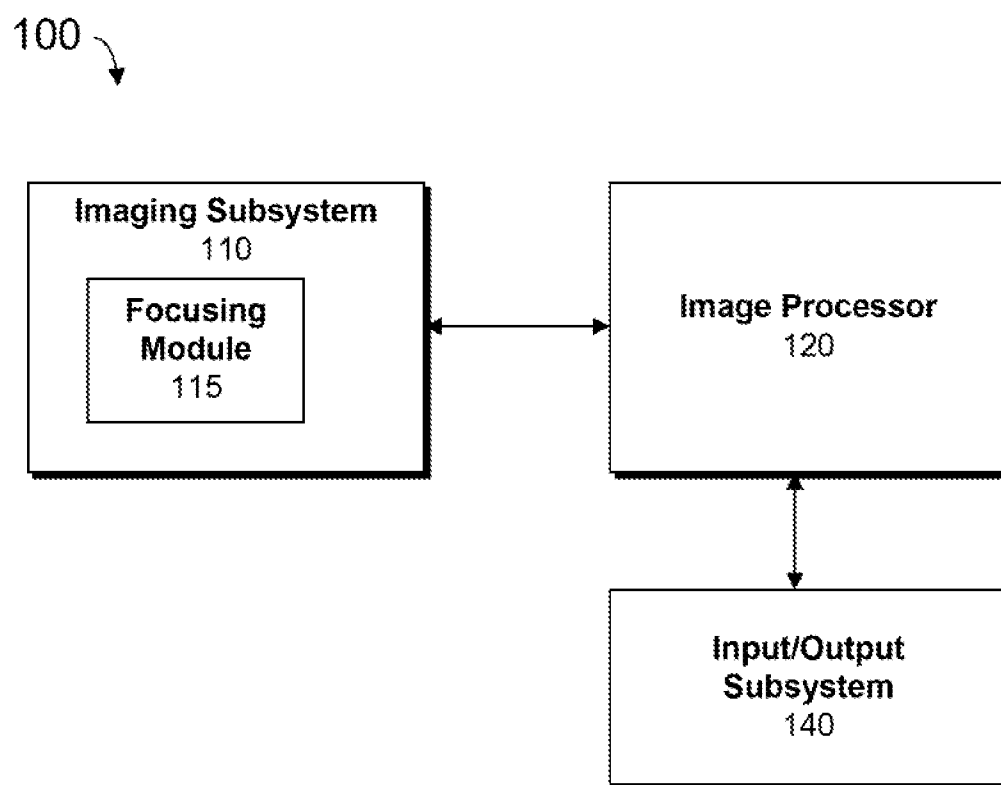 100
Imaging Subsystem
110
Focusing
Module
115
Image Processor
120
Input/Output
Subsystem
140